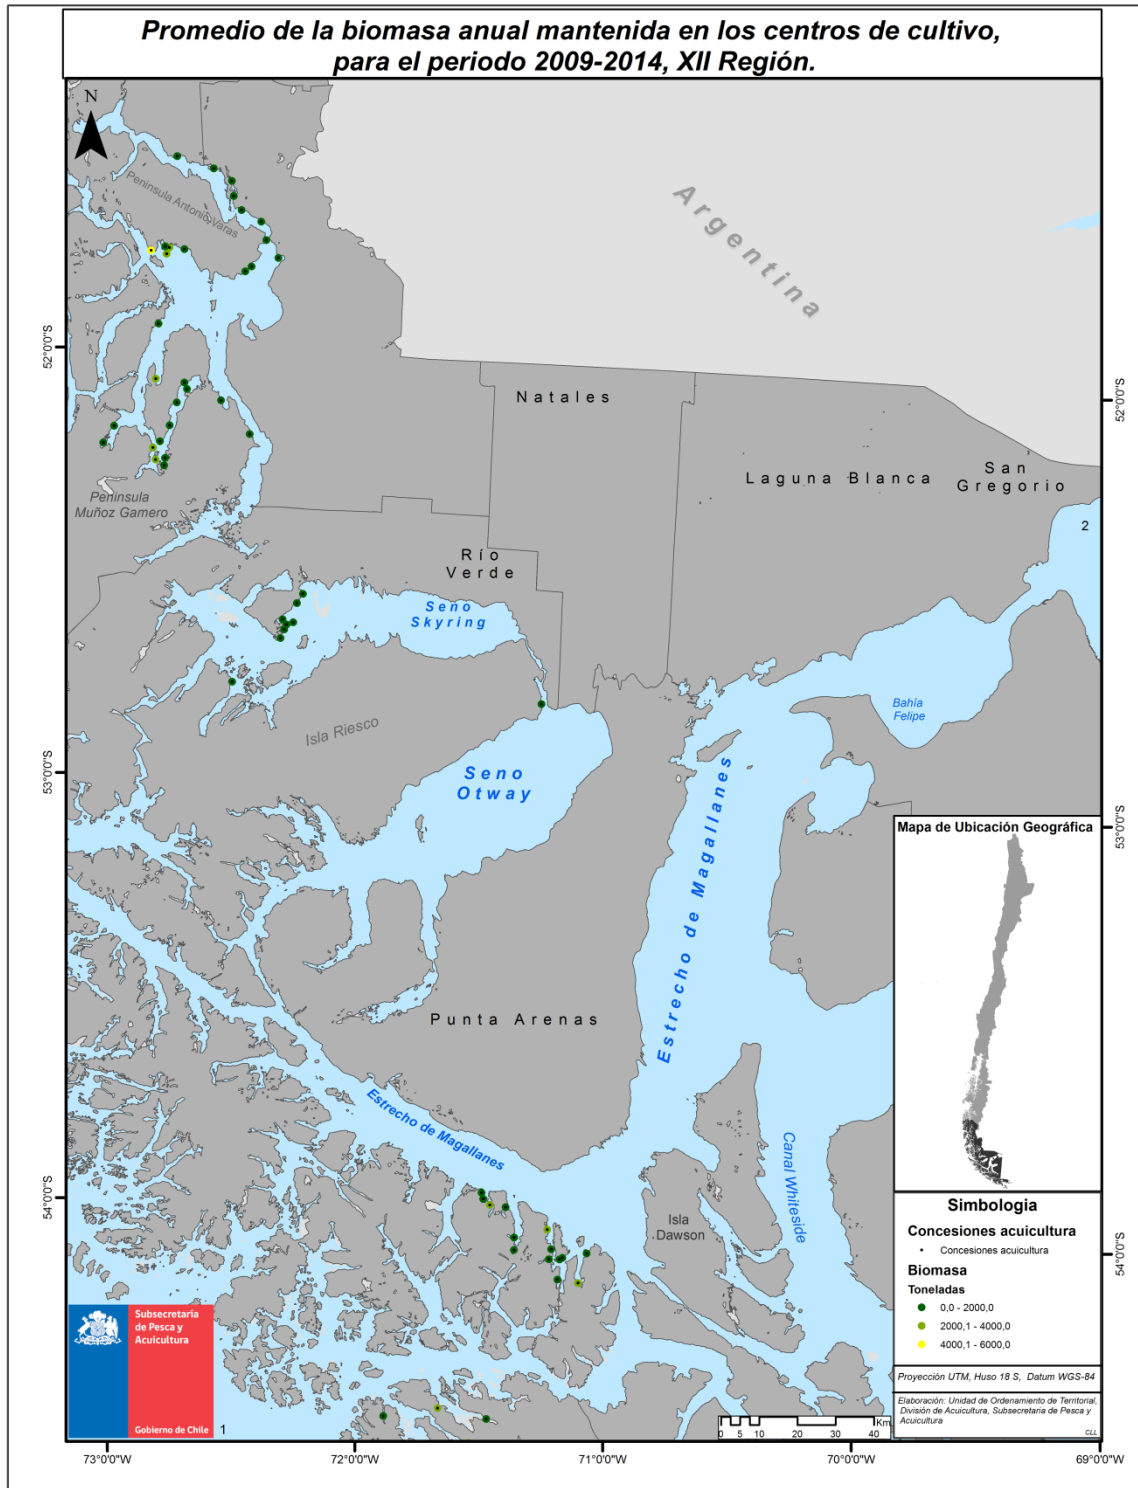 Promedio de la biomasa anual mantenida en los centros de cultivo,
para el periodo 2009-2014, XII Región.
N
Península Antonio Varas
Argentina
52°0'0"S
52°0'0"S
Natales
Laguna Blanca
San
Gregorio
Península
Muñoz Gamero
2
Río
Verde
Seno
Skyring
Isla Riesco
Bahía
Felipe
53°0'0"S
53°0'0"S
Seno
Otway
Estrecho de Magallanes
Punta Arenas
Estrecho de Magallanes
Canal Whiteside
Isla
Dawson
54°0'0"S
54°0'0"S
Mapa de Ubicación Geográfica
Simbologia
Concesiones acuicultura
Concesiones acuicultura
Biomasa
Toneladas
0,0 - 2000,0
2000,1 - 4000,0
4000,1 - 6000,0
Proyección UTM, Huso 18 S, Datum WGS-84
Elaboración: Unidad de Ordenamiento de Territorial,
División de Acuicultura, Subsecretaria de Pesca y
Acuicultura
CLL
Subsecretaría
de Pesca y
Acuicultura
Gobierno de Chile
1
Km
0 5 10 20 30 40
73°0'0"W
72°0'0"W
71°0'0"W
70°0'0"W
69°0'0"W